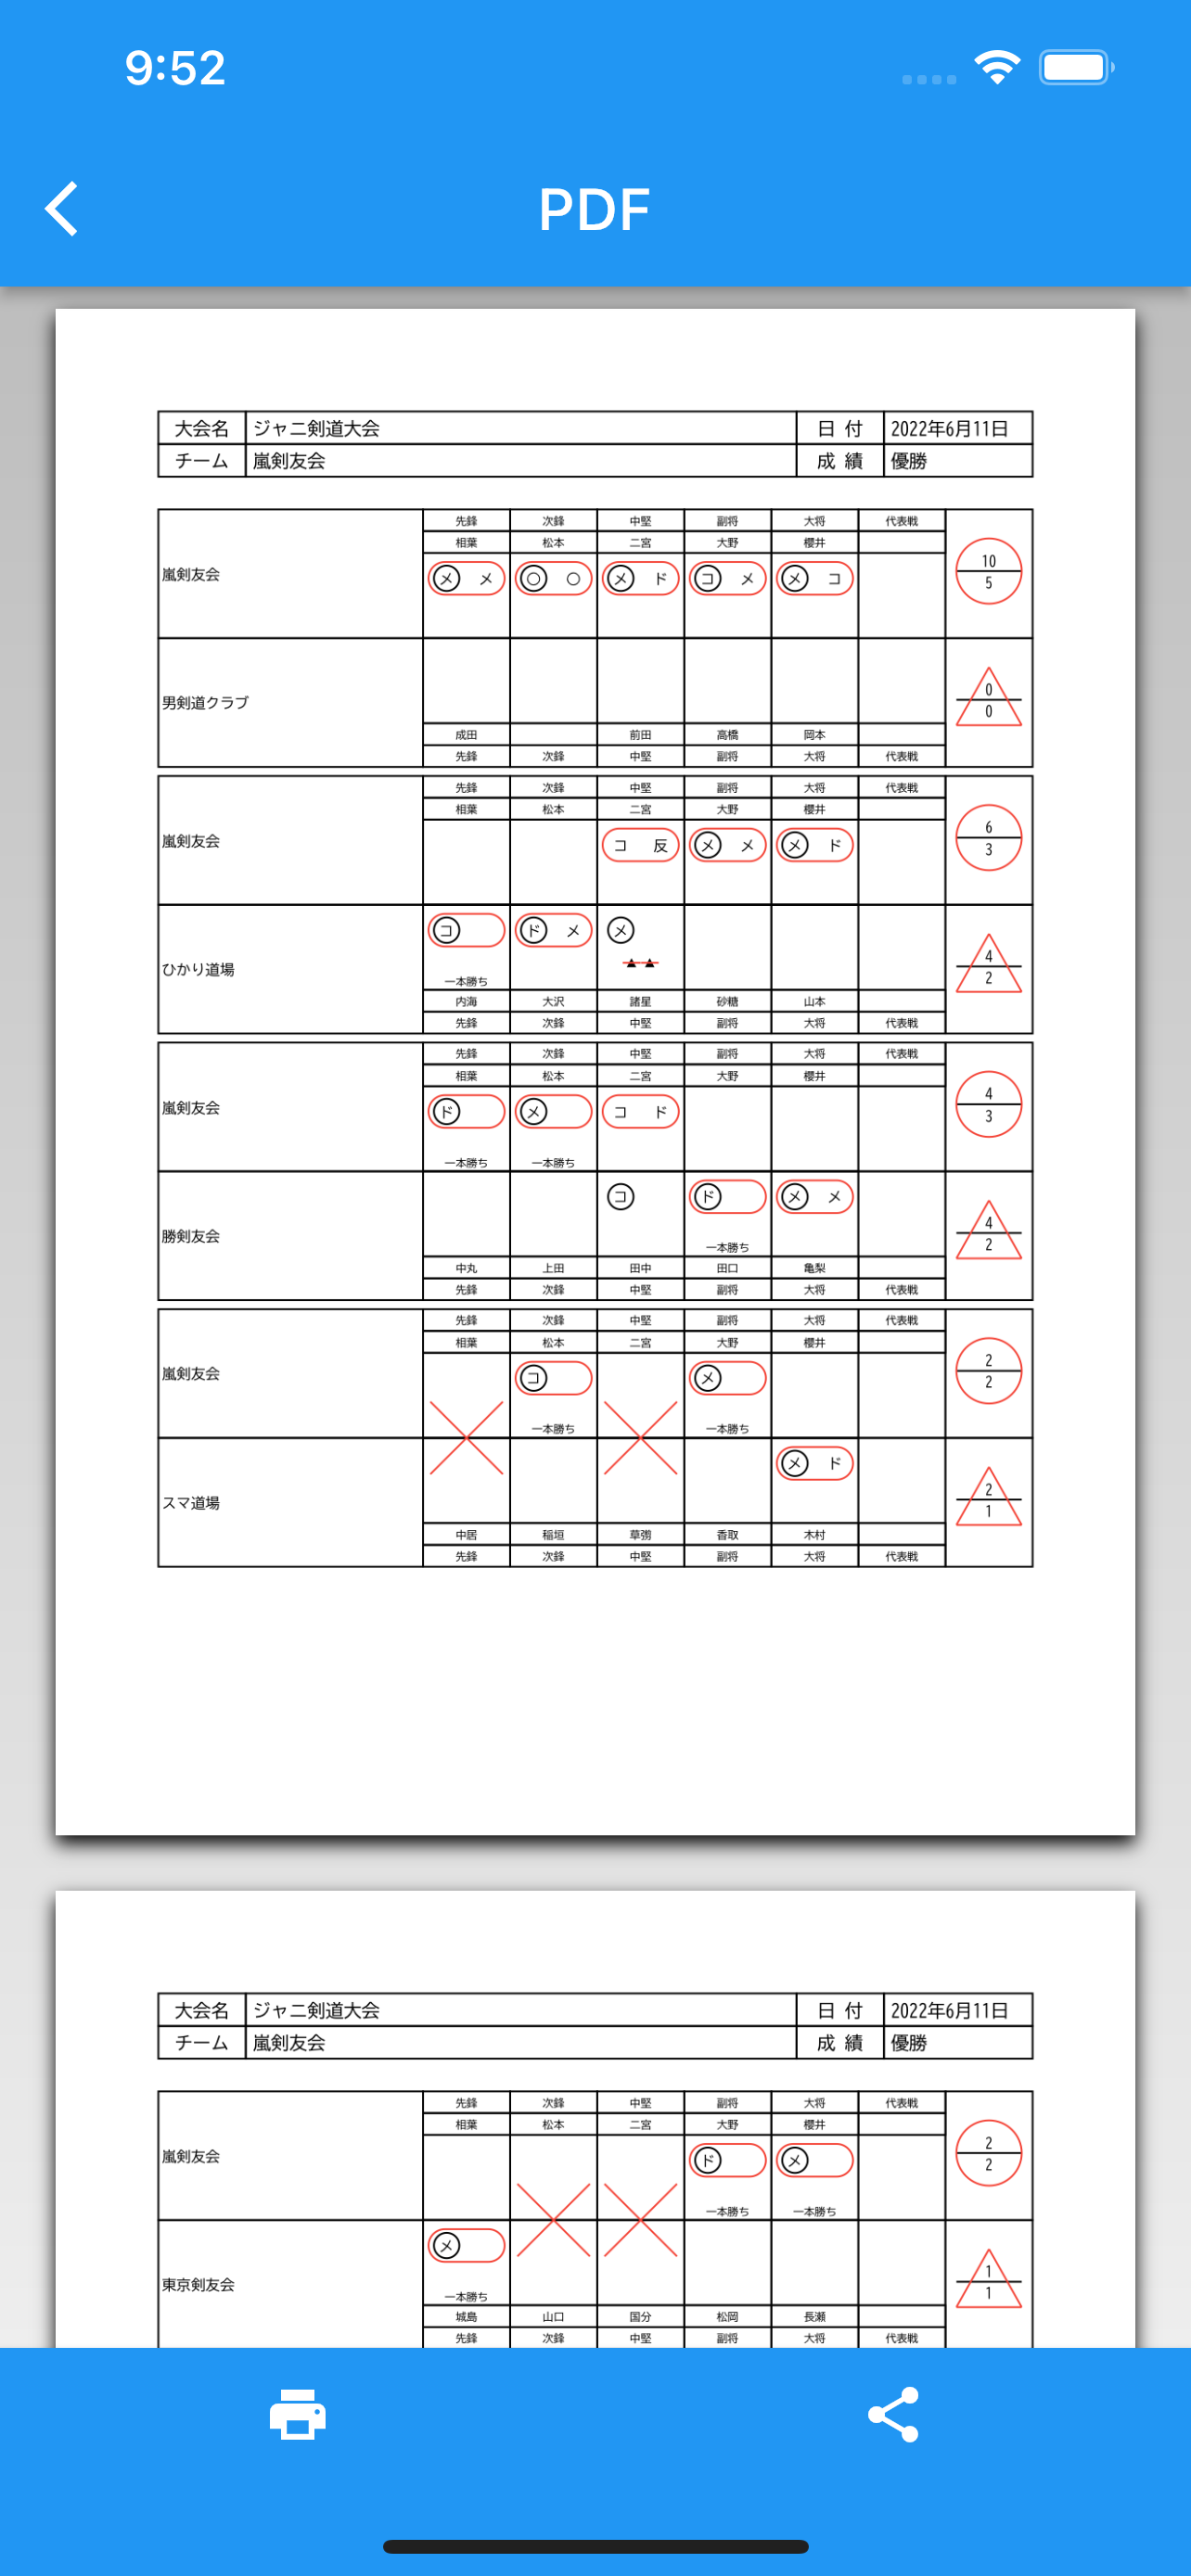 9:52
PDF
大会名 ジャニ剣道大会 日 付 2022年6月11日
チーム 嵐剣友会 成 績 優勝
先鋒 次鋒 中堅 副将 大将 代表戦
相葉 松本 二宮 大野 櫻井
嵐剣友会 メ メ 〇 〇 メ ド コ メ メ コ 10
5
男剣道クラブ 0
0
成田 前田 高橋 岡本
先鋒 次鋒 中堅 副将 大将 代表戦
先鋒 次鋒 中堅 副将 大将 代表戦
相葉 松本 二宮 大野 櫻井
嵐剣友会 コ 反 メ メ メ ド 6
3
ひかり道場 コ ド メ メ 4
▲ ▲
2
一本勝ち
内海 大沢 諸星 砂糖 山本
先鋒 次鋒 中堅 副将 大将 代表戦
先鋒 次鋒 中堅 副将 大将 代表戦
相葉 松本 二宮 大野 櫻井
嵐剣友会 ド メ コ ド 4
3
一本勝ち 一本勝ち
勝剣友会 コ ド メ メ 4
2
一本勝ち
中丸 上田 田中 田口 亀梨
先鋒 次鋒 中堅 副将 大将 代表戦
先鋒 次鋒 中堅 副将 大将 代表戦
相葉 松本 二宮 大野 櫻井
嵐剣友会 コ メ 2
2
一本勝ち 一本勝ち
スマ道場 メ ド 2
1
中居 稲垣 草彅 香取 木村
先鋒 次鋒 中堅 副将 大将 代表戦
大会名 ジャニ剣道大会 日 付 2022年6月11日
チーム 嵐剣友会 成 績 優勝
先鋒 次鋒 中堅 副将 大将 代表戦
相葉 松本 二宮 大野 櫻井
嵐剣友会 ド メ 2
2
一本勝ち 一本勝ち
東京剣友会 メ 1
1
一本勝ち
城島 山口 国分 松岡 長瀬
先鋒 次鋒 中堅 副将 大将 代表戦